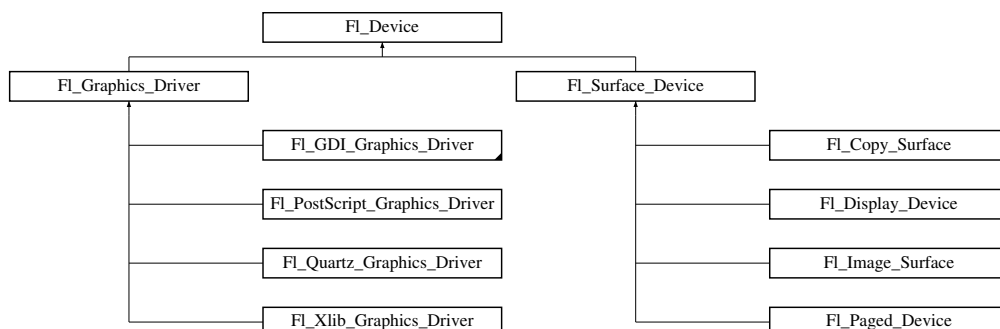 Fl_Device
Fl_Graphics_Driver
Fl_Surface_Device
Fl_GDI_Graphics_Driver
Fl_Copy_Surface
Fl_PostScript_Graphics_Driver
Fl_Display_Device
Fl_Quartz_Graphics_Driver
Fl_Image_Surface
Fl_Xlib_Graphics_Driver
Fl_Paged_Device